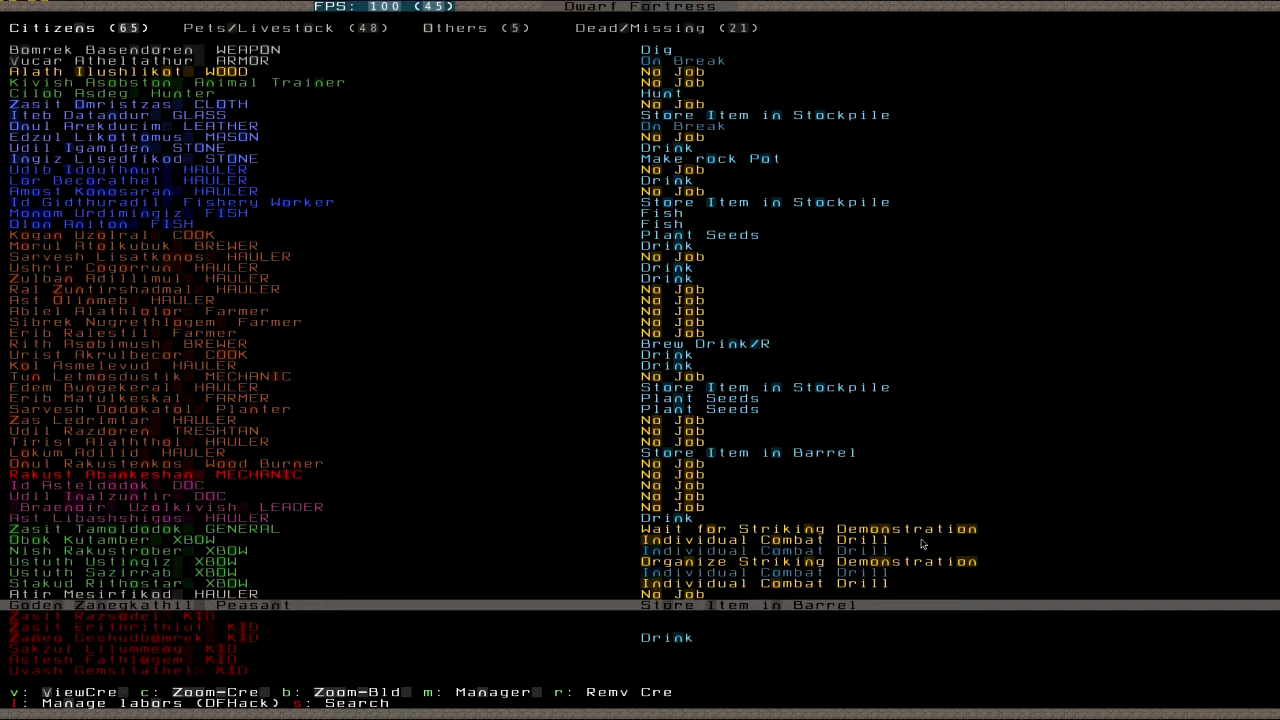 FPS: 100 (45) Dwarf Fortress
Citizens (65) Pets/Livestock (48) Others (5) Dead/Missing (21)
Bomrek Basendoren WEAPON Dig
Vucar Atheltathur ARMOR On Break
Alath Ilushlikot WOOD No Job
Kivish Asobston Animal Trainer No Job
Cilob Asdeg Hunter Hunt
Zasit Omristzas CLOTH No Job
Iteb Datandur GLASS Store Item in Stockpile
Onul Arekducim LEATHER On Break
Edzul Likottomus MASON No Job
Udil Igamiden STONE Drink
Ingiz Lisedfikod STONE Make rock Pot
Udib Idduthnur HAULER No Job
Lor Becorathel HAULER Drink
Amost Konosaran HAULER No Job
Id Gidthuradil Fishery Worker Store Item in Stockpile
Monom Urdimingiz FISH Fish
Olon Aniton FISH Fish
Kogan Uzolral COOK Plant Seeds
Morul Atolkubuk BREWER Drink
Sarvesh Lisatkonos HAULER No Job
Ushrir Cogorrun HAULER Drink
Zulban Adillimul HAULER Drink
Ral Zuntirshadmal HAULER No Job
Ast Olinmeb HAULER No Job
Ablel Alathlolor Farmer No Job
Sibrek Nugrethlogem Farmer No Job
Erib Ralestil Farmer No Job
Rith Asobimush BREWER Brew Drink/R
Urist Akrulbecor COOK Drink
Kol Asmelevud HAULER Drink
Tun Letmosdustik MECHANIC No Job
Edem Bungekeral HAULER Store Item in Stockpile
Erib Matulkeskal FARMER Plant Seeds
Sarvesh Dodokatol Planter Plant Seeds
Zas Ledrimtar HAULER No Job
Udil Razdoren TRESHTAN No Job
Tirist Alaththol HAULER No Job
Lokum Adilid HAULER Store Item in Barrel
Onul Rakustenkos Wood Burner No Job
Rakust Abankeshan MECHANIC No Job
Id Asteldodok DOC No Job
Udil Inalzuntir DOC No Job
Braenair Uzolkivish LEADER No Job
Ast Libashshigos HAULER Drink
Zasit Tamoldodok GENERAL Wait for Striking Demonstration
Obok Kutamber XBOW Individual Combat Drill
Nish Rakustrober XBOW Individual Combat Drill
Ustuth Ustingiz XBOW Organize Striking Demonstration
Ustuth Sazirrab XBOW Individual Combat Drill
Stakud Rithostar XBOW Individual Combat Drill
Atir Mesirfikod HAULER No Job
Goden Zanegkathil Peasant Store Item in Barrel
Zasit Razsodel KID
Zasit Erithrithlut KID
Zaneg Geshudbomrek KID Drink
Sakzul Lilummeng KID
Astesh Fathlogem KID
Uvash Gemsitathel KID
v: ViewCre c: Zoom-Cre b: Zoom-Bld m: Manager r: Remv Cre
l: Manage labors (DFHack) s: Search